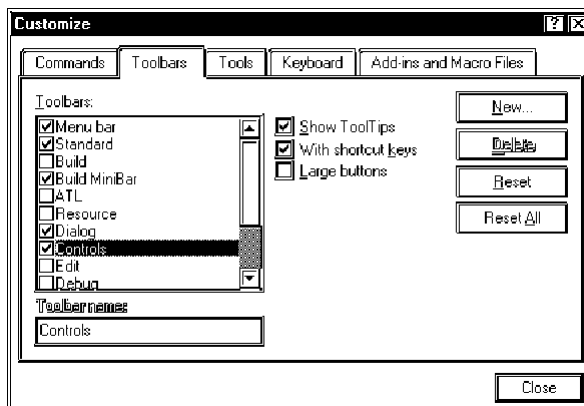 Customize
Commands Toolbars Tools Keyboard Add-ins and Macro Files
Toolbars:
Menu bar
Standard
Build
Build MiniBar
ATL
Resource
Dialog
Controls
Edit
Debug
Show ToolTips
With shortcut keys
Large buttons
New...
Delete
Reset
Reset All
Toolbar name:
Controls
Close